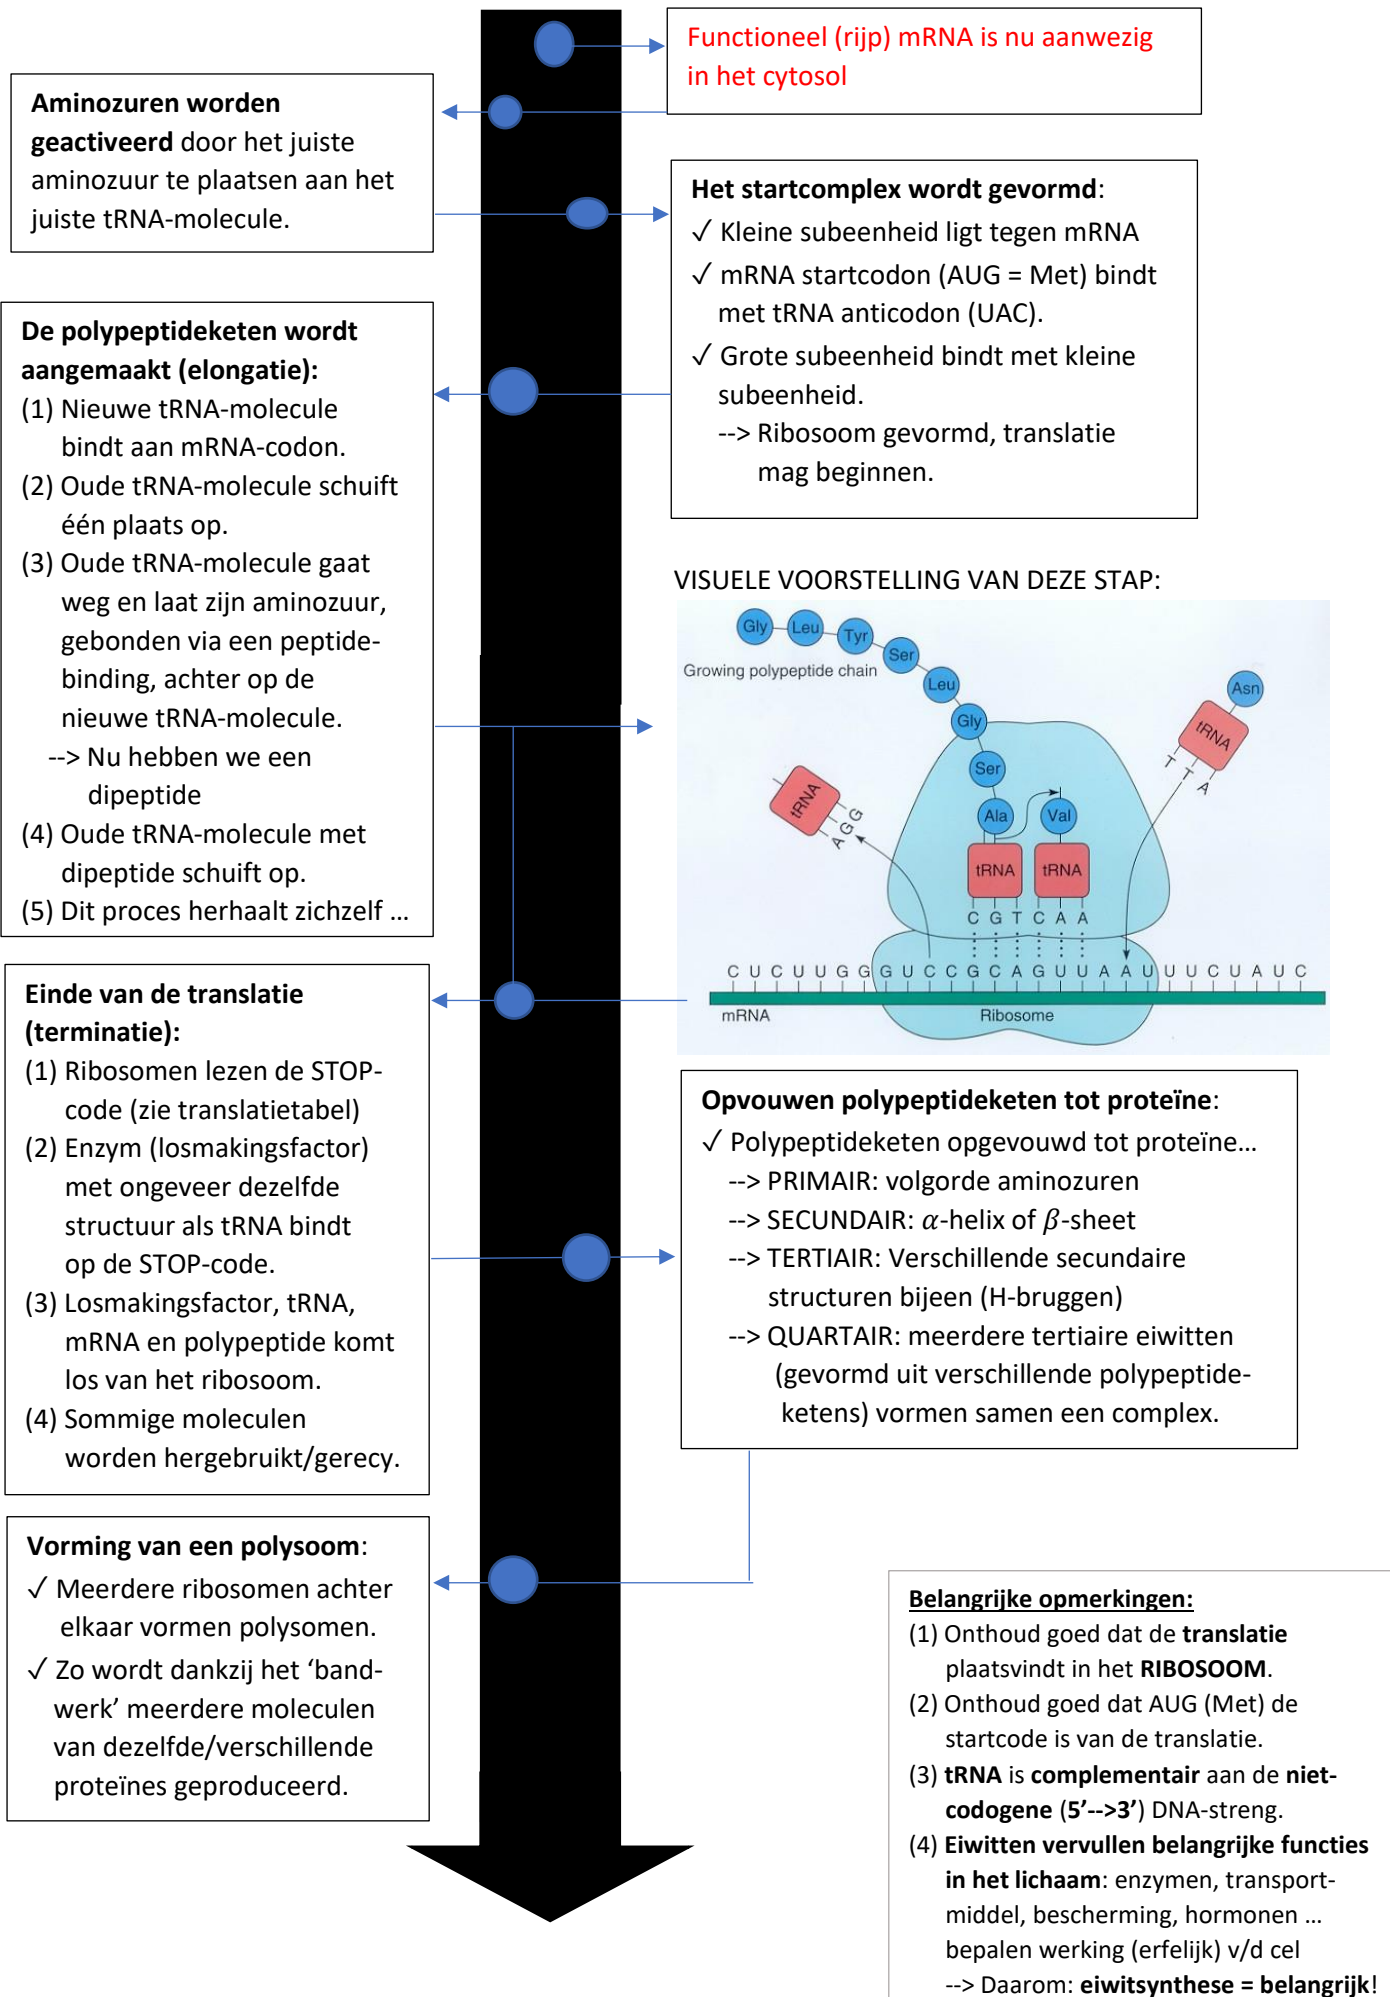 Functioneel (rijp) mRNA is nu aanwezig
in het cytosol
Aminozuren worden
geactiveerd door het juiste
aminozuur te plaatsen aan het
juiste tRNA-molecule.
Het startcomplex wordt gevormd:
✓ Kleine subeenheid ligt tegen mRNA
✓ mRNA startcodon (AUG = Met) bindt
met tRNA anticodon (UAC).
✓ Grote subeenheid bindt met kleine
subeenheid.
--> Ribosoom gevormd, translatie
mag beginnen.
De polypeptideketen wordt
aangemaakt (elongatie):
(1) Nieuwe tRNA-molecule
bindt aan mRNA-codon.
(2) Oude tRNA-molecule schuift
één plaats op.
(3) Oude tRNA-molecule gaat
weg en laat zijn aminozuur,
gebonden via een peptide-
binding, achter op de
nieuwe tRNA-molecule.
--> Nu hebben we een
dipeptide
(4) Oude tRNA-molecule met
dipeptide schuift op.
(5) Dit proces herhaalt zichzelf ...
VISUELE VOORSTELLING VAN DEZE STAP:
Gly Leu Tyr Ser Leu Gly Ser Ala Val
Growing polypeptide chain
Asn
tRNA
T T A
tRNA
A G G
tRNA tRNA
C G T C A A
C U C U U G G G U C C G C A G U U A A U U U C U A U C
mRNA
Ribosome
Einde van de translatie
(terminatie):
(1) Ribosomen lezen de STOP-
code (zie translatietabel)
(2) Enzym (losmakingsfactor)
met ongeveer dezelfde
structuur als tRNA bindt
op de STOP-code.
(3) Losmakingsfactor, tRNA,
mRNA en polypeptide komt
los van het ribosoom.
(4) Sommige moleculen
worden hergebruikt/gerecy.
Opvouwen polypeptideketen tot proteïne:
✓ Polypeptideketen opgevouwd tot proteïne...
--> PRIMAIR: volgorde aminozuren
--> SECUNDAIR: α-helix of β-sheet
--> TERTIAIR: Verschillende secundaire
structuren bijeen (H-bruggen)
--> QUARTAIR: meerdere tertiaire eiwitten
(gevormd uit verschillende polypeptide-
ketens) vormen samen een complex.
Vorming van een polysoom:
✓ Meerdere ribosomen achter
elkaar vormen polysomen.
✓ Zo wordt dankzij het ‘band-
werk’ meerdere moleculen
van dezelfde/verschillende
proteïnes geproduceerd.
Belangrijke opmerkingen:
(1) Onthoud goed dat de translatie
plaatsvindt in het RIBOSOOM.
(2) Onthoud goed dat AUG (Met) de
startcode is van de translatie.
(3) tRNA is complementair aan de niet-
codogene (5’-->3’) DNA-streng.
(4) Eiwitten vervullen belangrijke functies
in het lichaam: enzymen, transport-
middel, bescherming, hormonen ...
bepalen werking (erfelijk) v/d cel
--> Daarom: eiwitsynthese = belangrijk!